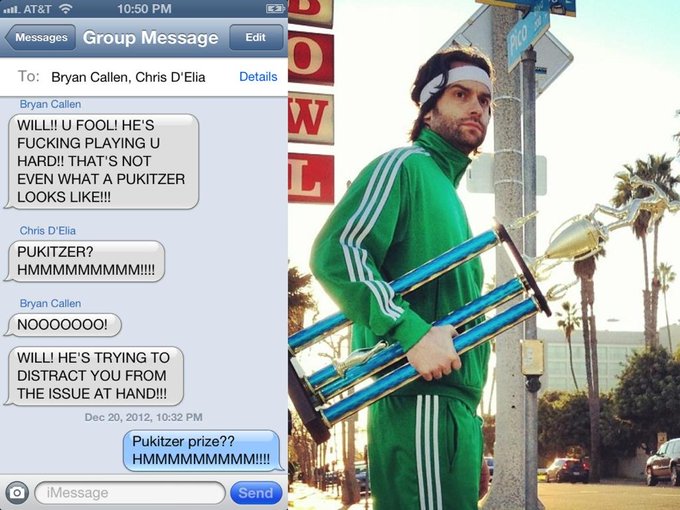 AT&T 10:50 PM
Messages Group Message Edit
To: Bryan Callen, Chris D'Elia Details
Bryan Callen
WILL!! U FOOL! HE'S
FUCKING PLAYING U
HARD!! THAT'S NOT
EVEN WHAT A PUKITZER
LOOKS LIKE!!!
Chris D'Elia
PUKITZER?
HMMMMMMMMM!!!!
Bryan Callen
NOOOOOOO!
WILL! HE'S TRYING TO
DISTRACT YOU FROM
THE ISSUE AT HAND!!!
Dec 20, 2012, 10:32 PM
Pukitzer prize??
HMMMMMMMMMM!!!!
iMessage Send
B
O
W
L
Pico